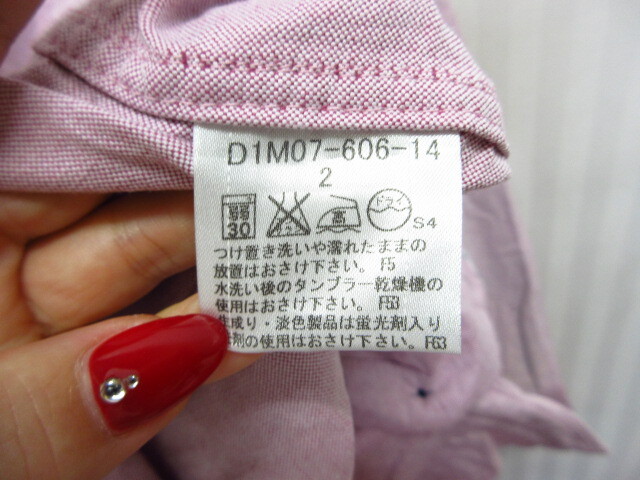 D1M07-606-14
2
弱
30
高
ドライ
S4
つけ置き洗いや濡れたままの
放置はおさけ下さい。F5
水洗い後のタンブラー乾燥機の
使用はおさけ下さい。F53
生成り・淡色製品は蛍光剤入り
剤の使用はおさけ下さい。F63